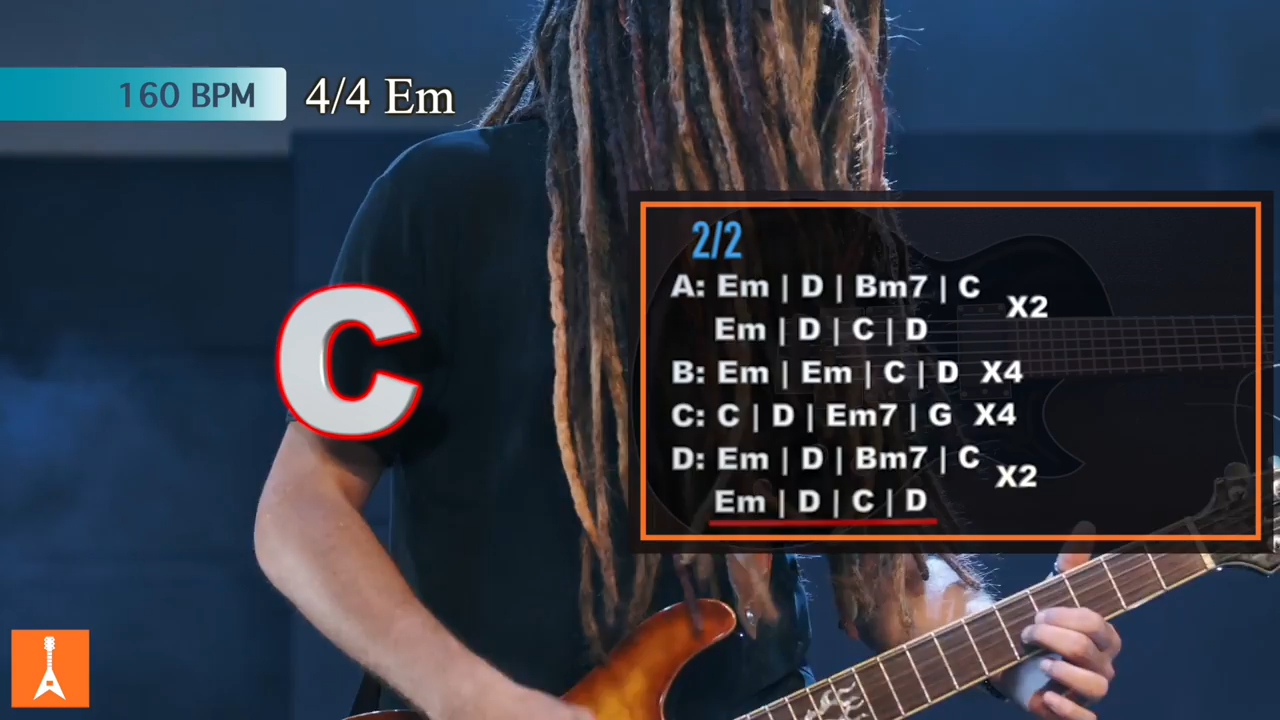 160 BPM 4/4 Em
C
2/2
A: Em | D | Bm7 | C
X2
Em | D | C | D
B: Em | Em | C | D X4
C: C | D | Em7 | G X4
D: Em | D | Bm7 | C
X2
Em | D | C | D